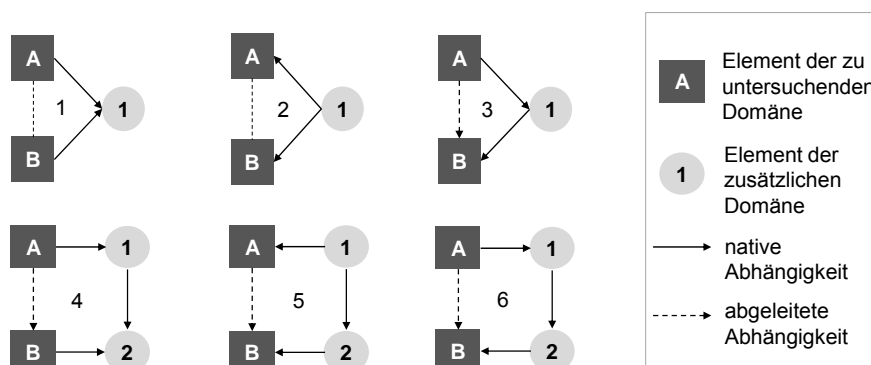 A
1
1
B
A
2
1
B
A
3
1
B
A
1
4
B
2
A
1
5
B
2
A
1
6
B
2
A
Element der zu
untersuchenden
Domäne
1
Element der
zusätzlichen
Domäne
native
Abhängigkeit
abgeleitete
Abhängigkeit